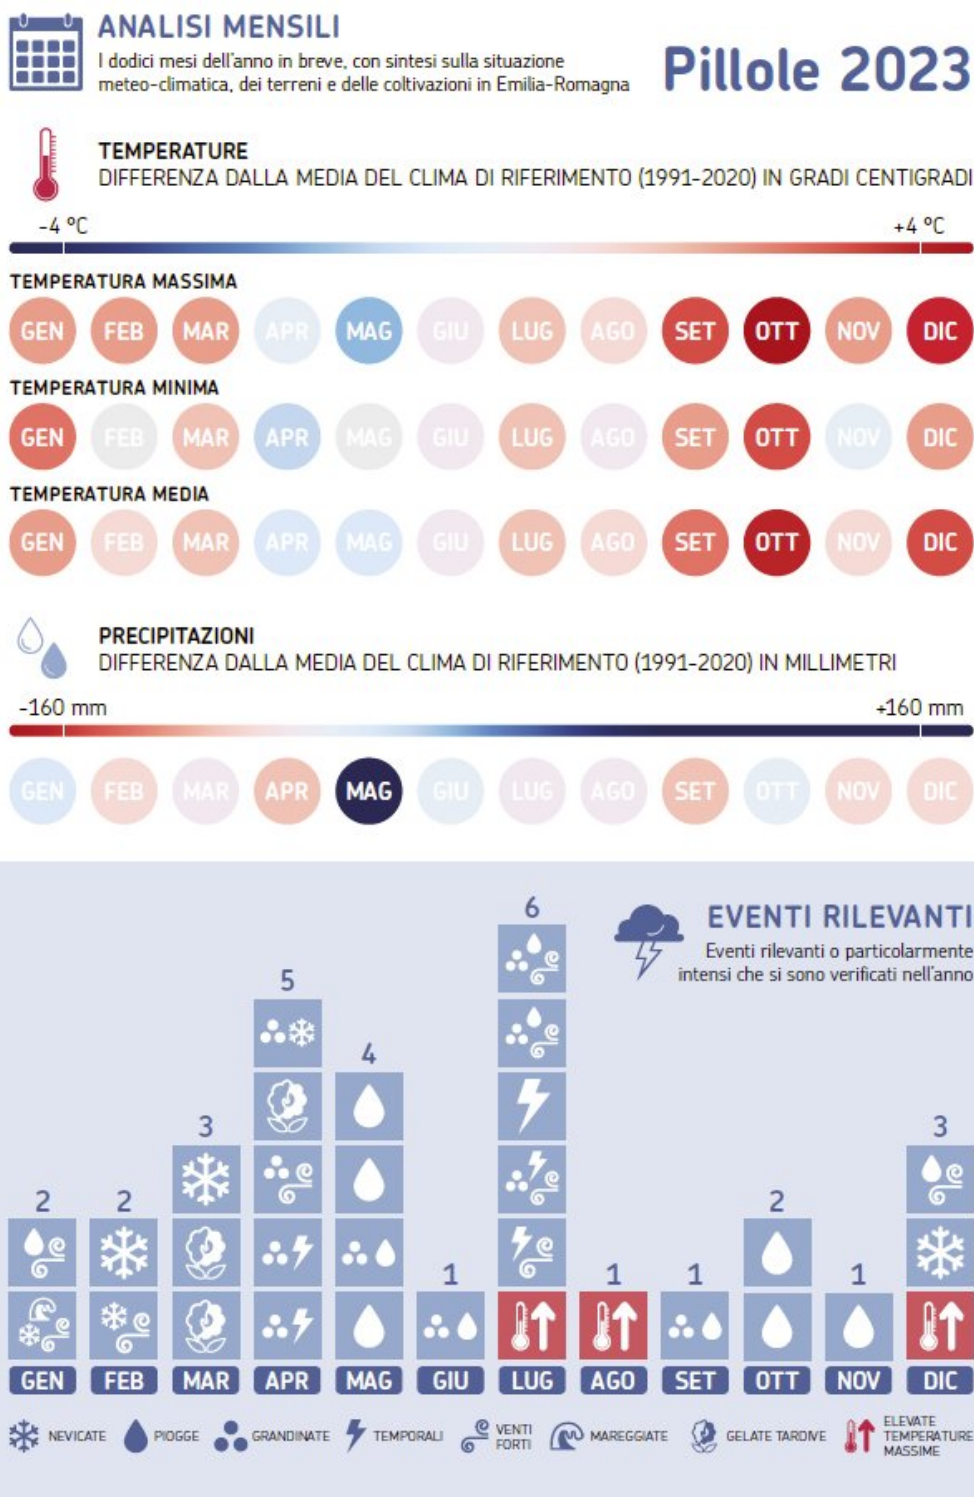 ANALISI MENSILI
I dodici mesi dell'anno in breve, con sintesi sulla situazione
meteo-climatica, dei terreni e delle coltivazioni in Emilia-Romagna
Pillole 2023
TEMPERATURE
DIFFERENZA DALLA MEDIA DEL CLIMA DI RIFERIMENTO (1991-2020) IN GRADI CENTIGRADI
-4 °C +4 °C
TEMPERATURA MASSIMA
GEN FEB MAR APR MAG GIU LUG AGO SET OTT NOV DIC
TEMPERATURA MINIMA
GEN FEB MAR APR MAG GIU LUG AGO SET OTT NOV DIC
TEMPERATURA MEDIA
GEN FEB MAR APR MAG GIU LUG AGO SET OTT NOV DIC
PRECIPITAZIONI
DIFFERENZA DALLA MEDIA DEL CLIMA DI RIFERIMENTO (1991-2020) IN MILLIMETRI
-160 mm +160 mm
GEN FEB MAR APR MAG GIU LUG AGO SET OTT NOV DIC
EVENTI RILEVANTI
Eventi rilevanti o particolarmente
intensi che si sono verificati nell'anno
2 2 3 5 4 1 6 1 1 2 1 3
GEN FEB MAR APR MAG GIU LUG AGO SET OTT NOV DIC
NEVICATE
PIOGGE
GRANDINATE
TEMPORALI
VENTI
FORTI
MAREGGIATE
GELATE TARDIVE
ELEVATE
TEMPERATURE
MASSIME